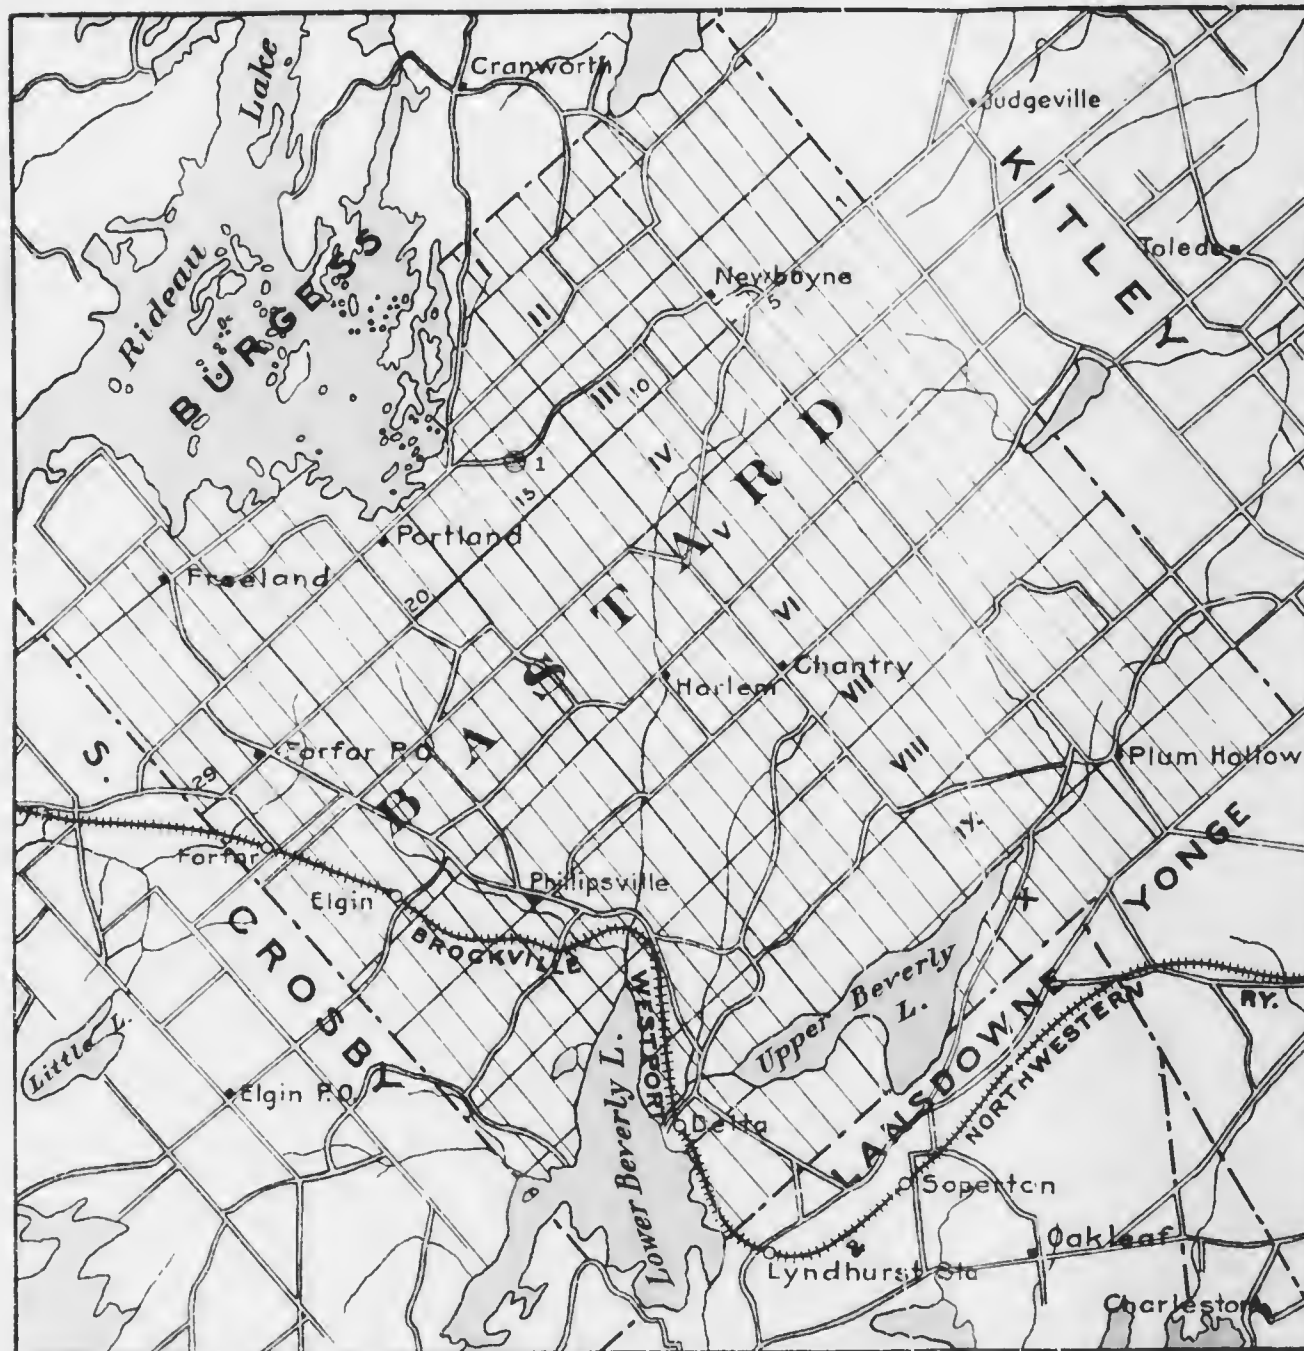 Cranworth
Judgeville
Lake
KITLEY
Toledo
Rideau
BURGESS
I
II
III
IV
V
VI
VII
VIII
IX.
X
1
5
10
15
20
29
1
Newboyne
Portland
Freeland
BASTARD
Harlem
Chantry
Forfar P.O.
Plum Hollow
S. CROSBY
Forfar
Elgin
Phillipsville
BROCKVILLE
WESTPORT
&
NORTHWESTERN
RY.
YONGE
LANSDOWNE
Upper Beverly L.
Lower Beverly L.
Little L.
Elgin P.O.
Delta
Soperton
Oakleaf
Lyndhurst Sta
Charleston